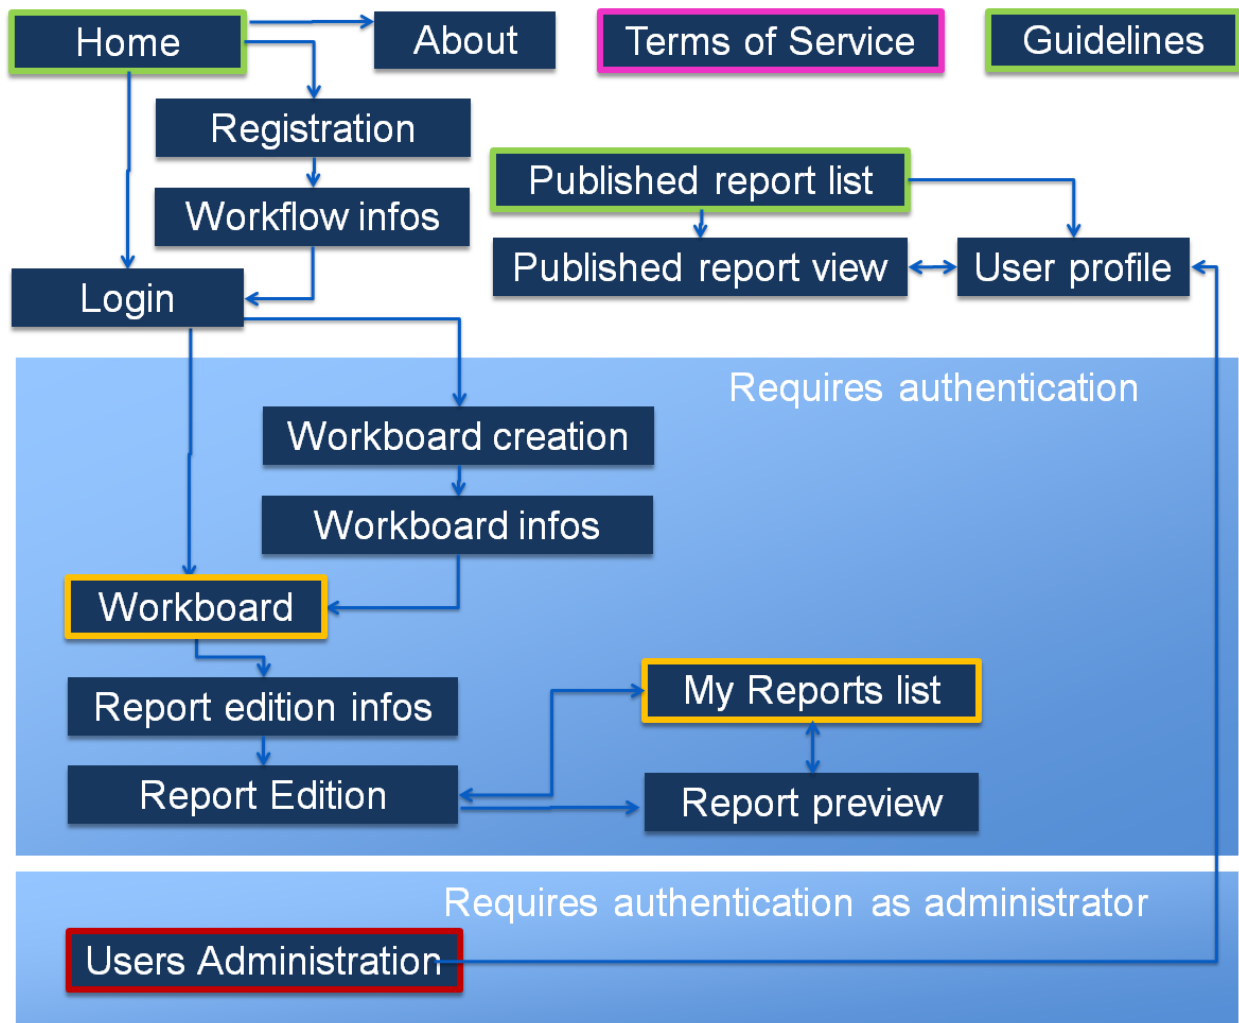 Home
About
Terms of Service
Guidelines
Registration
Published report list
Workflow infos
Published report view
User profile
Login
Requires authentication
Workboard creation
Workboard infos
Workboard
My Reports list
Report edition infos
Report Edition
Report preview
Requires authentication as administrator
Users Administration